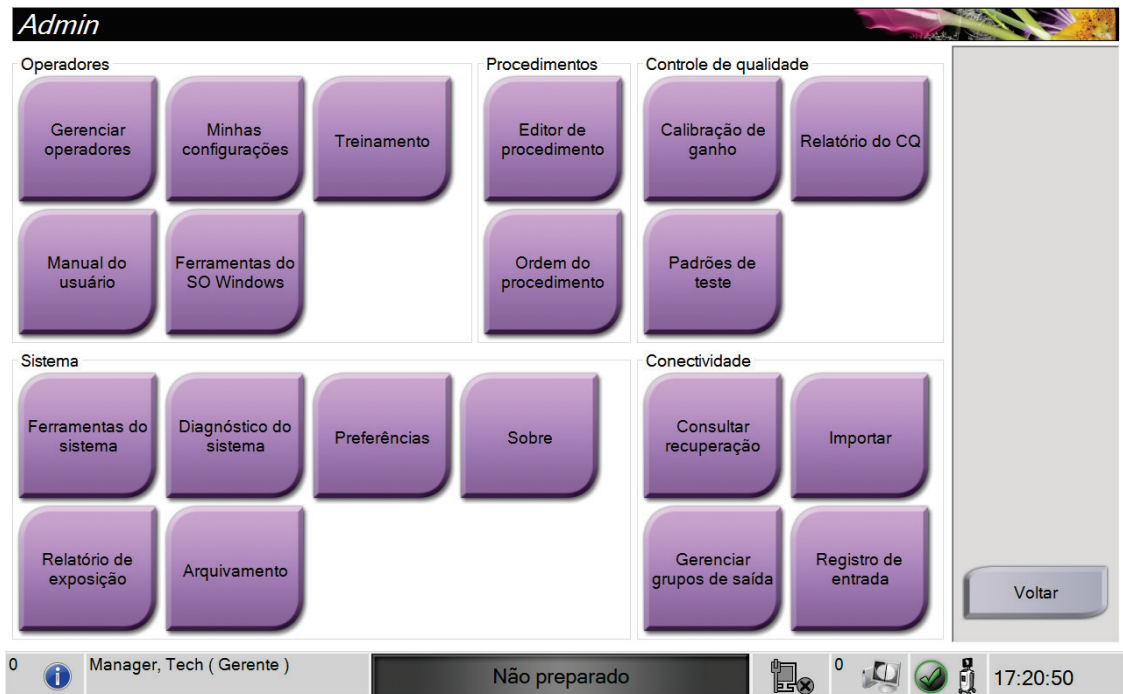 Admin
Operadores
Gerenciar
operadores
Minhas
configurações
Treinamento
Manual do
usuário
Ferramentas do
SO Windows
Procedimentos
Editor de
procedimento
Ordem do
procedimento
Controle de qualidade
Calibração de
ganho
Relatório do CQ
Padrões de
teste
Sistema
Ferramentas do
sistema
Diagnóstico do
sistema
Preferências
Sobre
Relatório de
exposição
Arquivamento
Conectividade
Consultar
recuperação
Importar
Gerenciar
grupos de saída
Registro de
entrada
Voltar
0
Manager, Tech ( Gerente )
Não preparado
0
17:20:50